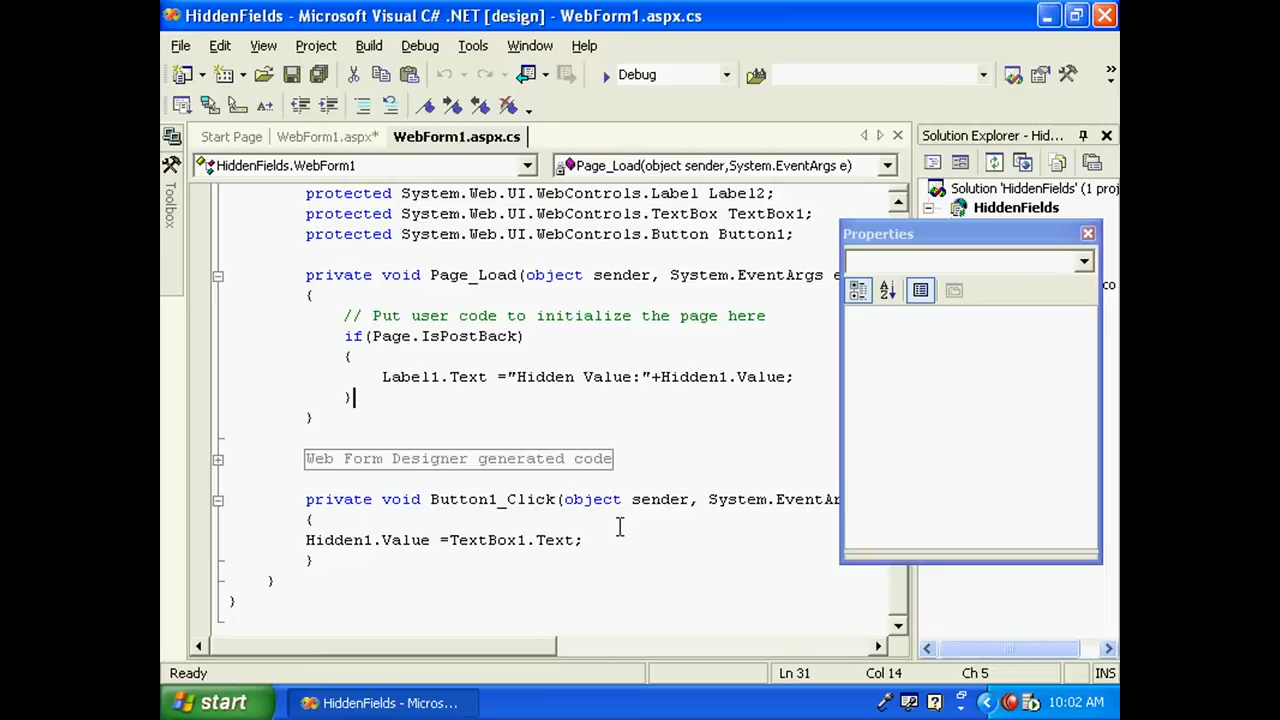 HiddenFields - Microsoft Visual C# .NET [design] - WebForm1.aspx.cs
File Edit View Project Build Debug Tools Window Help
Debug
Start Page WebForm1.aspx* WebForm1.aspx.cs
Solution Explorer - Hid...
HiddenFields.WebForm1
Page_Load(object sender,System.EventArgs e)
Toolbox
Solution 'HiddenFields' (1 proj
HiddenFields
protected System.Web.UI.WebControls.Label Label2;
protected System.Web.UI.WebControls.TextBox TextBox1;
protected System.Web.UI.WebControls.Button Button1;
Properties
private void Page_Load(object sender, System.EventArgs e
{
// Put user code to initialize the page here
if(Page.IsPostBack)
{
Label1.Text ="Hidden Value:"+Hidden1.Value;
}
}
Web Form Designer generated code
private void Button1_Click(object sender, System.EventAr
{
Hidden1.Value =TextBox1.Text;
}
}
}
co
Ready
Ln 31 Col 14 Ch 5 INS
start
HiddenFields - Micros...
10:02 AM